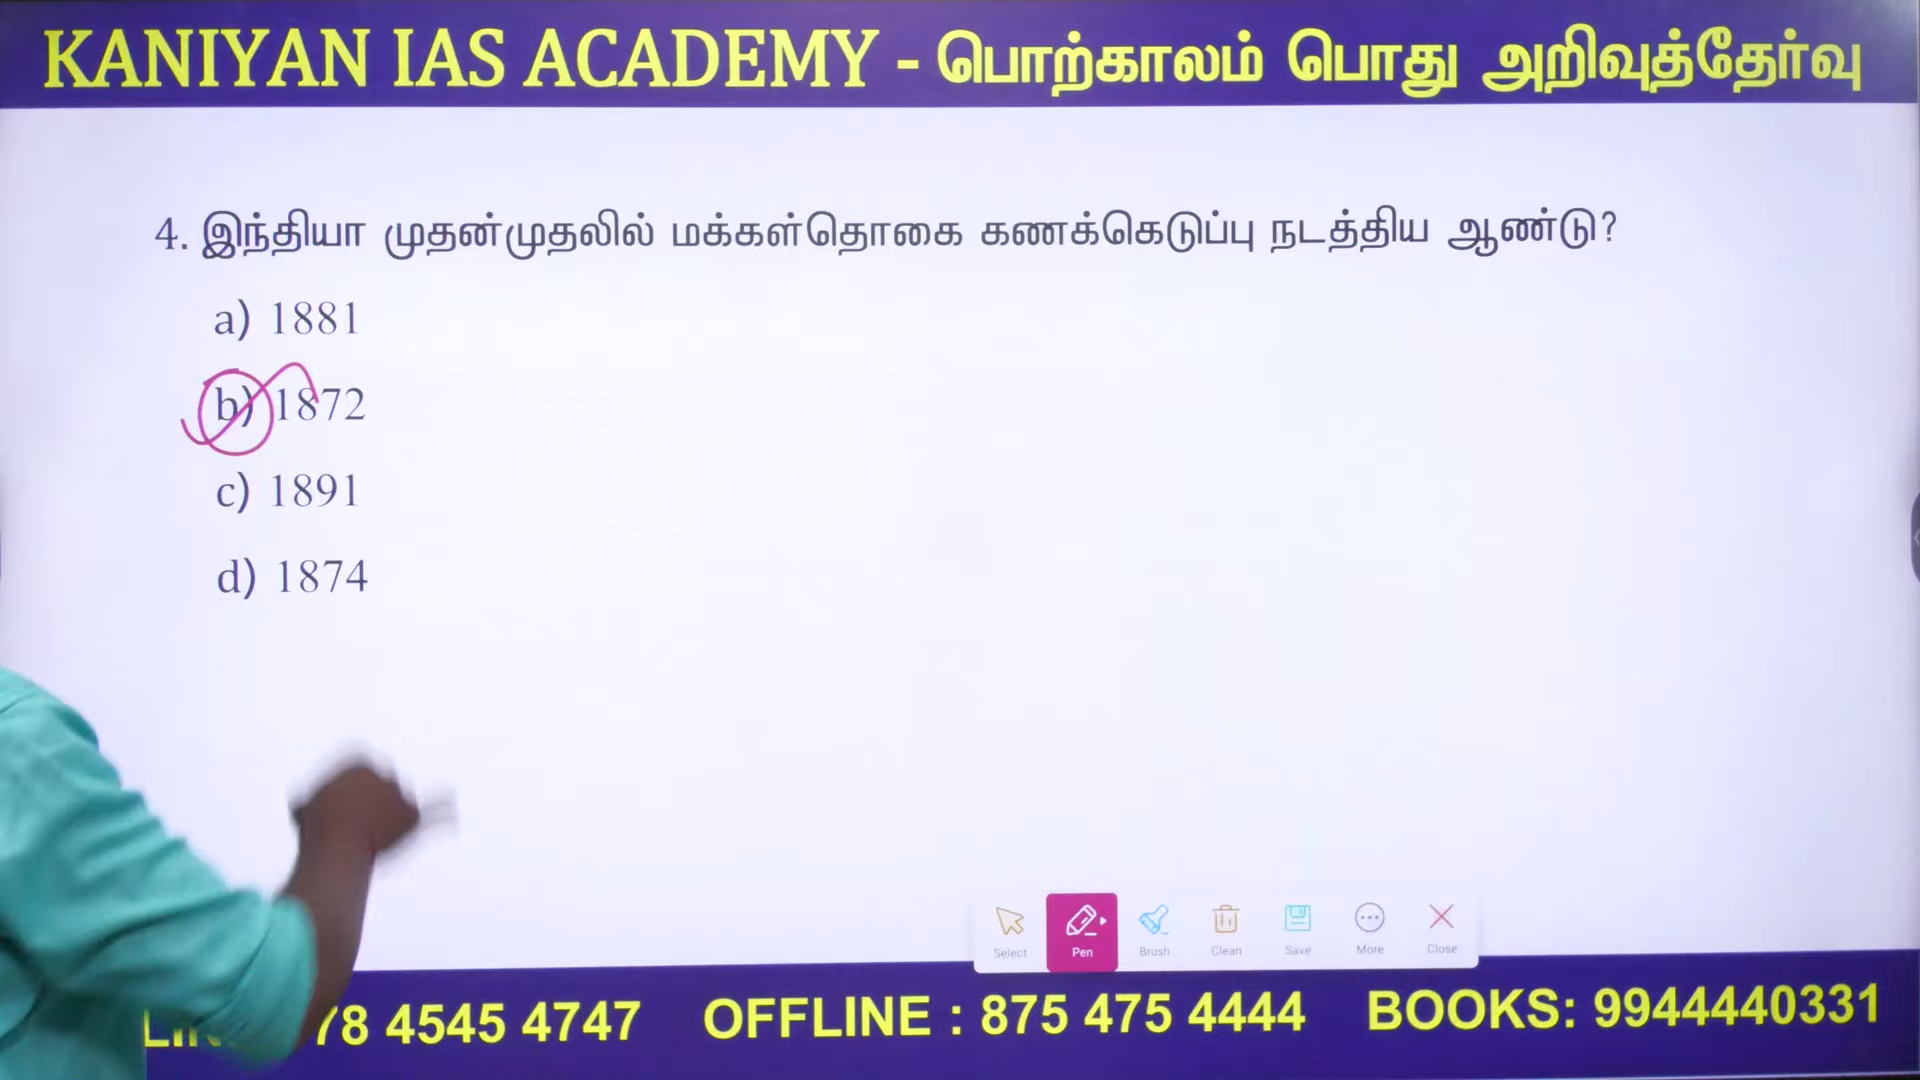 KANIYAN IAS ACADEMY - பொற்காலம் பொது அறிவுத்தேர்வு
4. இந்தியா முதன்முதலில் மக்கள்தொகை கணக்கெடுப்பு நடத்திய ஆண்டு?
a) 1881
b) 1872
c) 1891
d) 1874
Select Pen Brush Clean Save More Close
78 4545 4747 OFFLINE : 875 475 4444 BOOKS: 9944440331